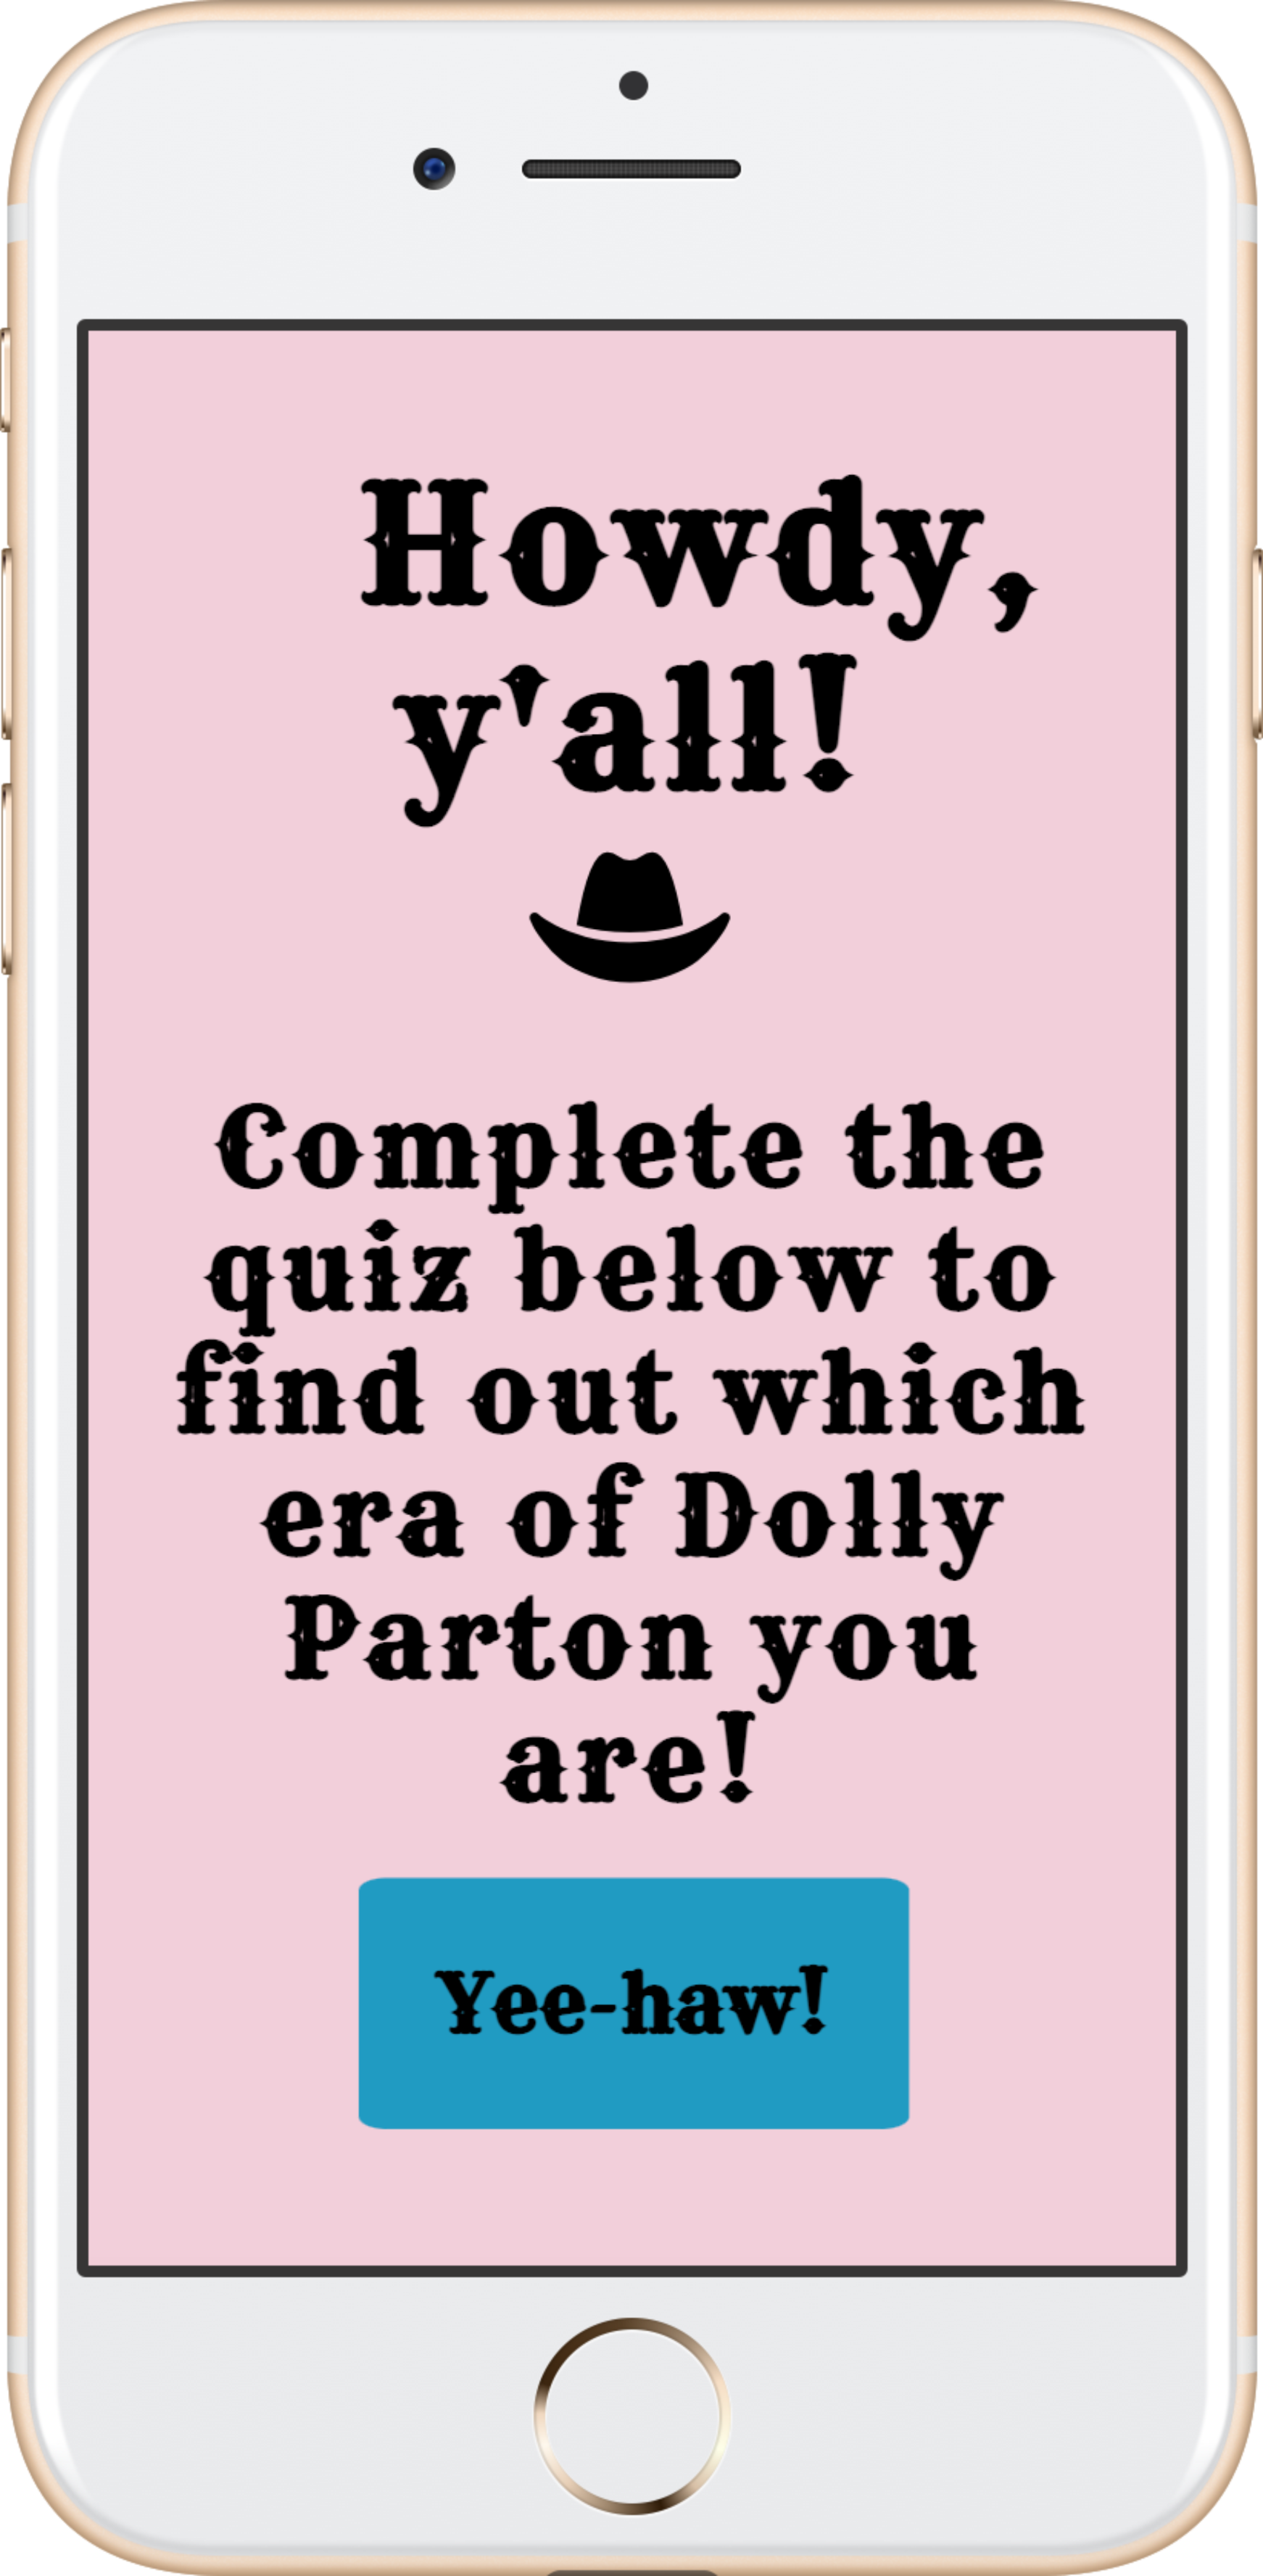 Howdy,
y'all!
Complete the
quiz below to
find out which
era of Dolly
Parton you
are!
Yee-haw!